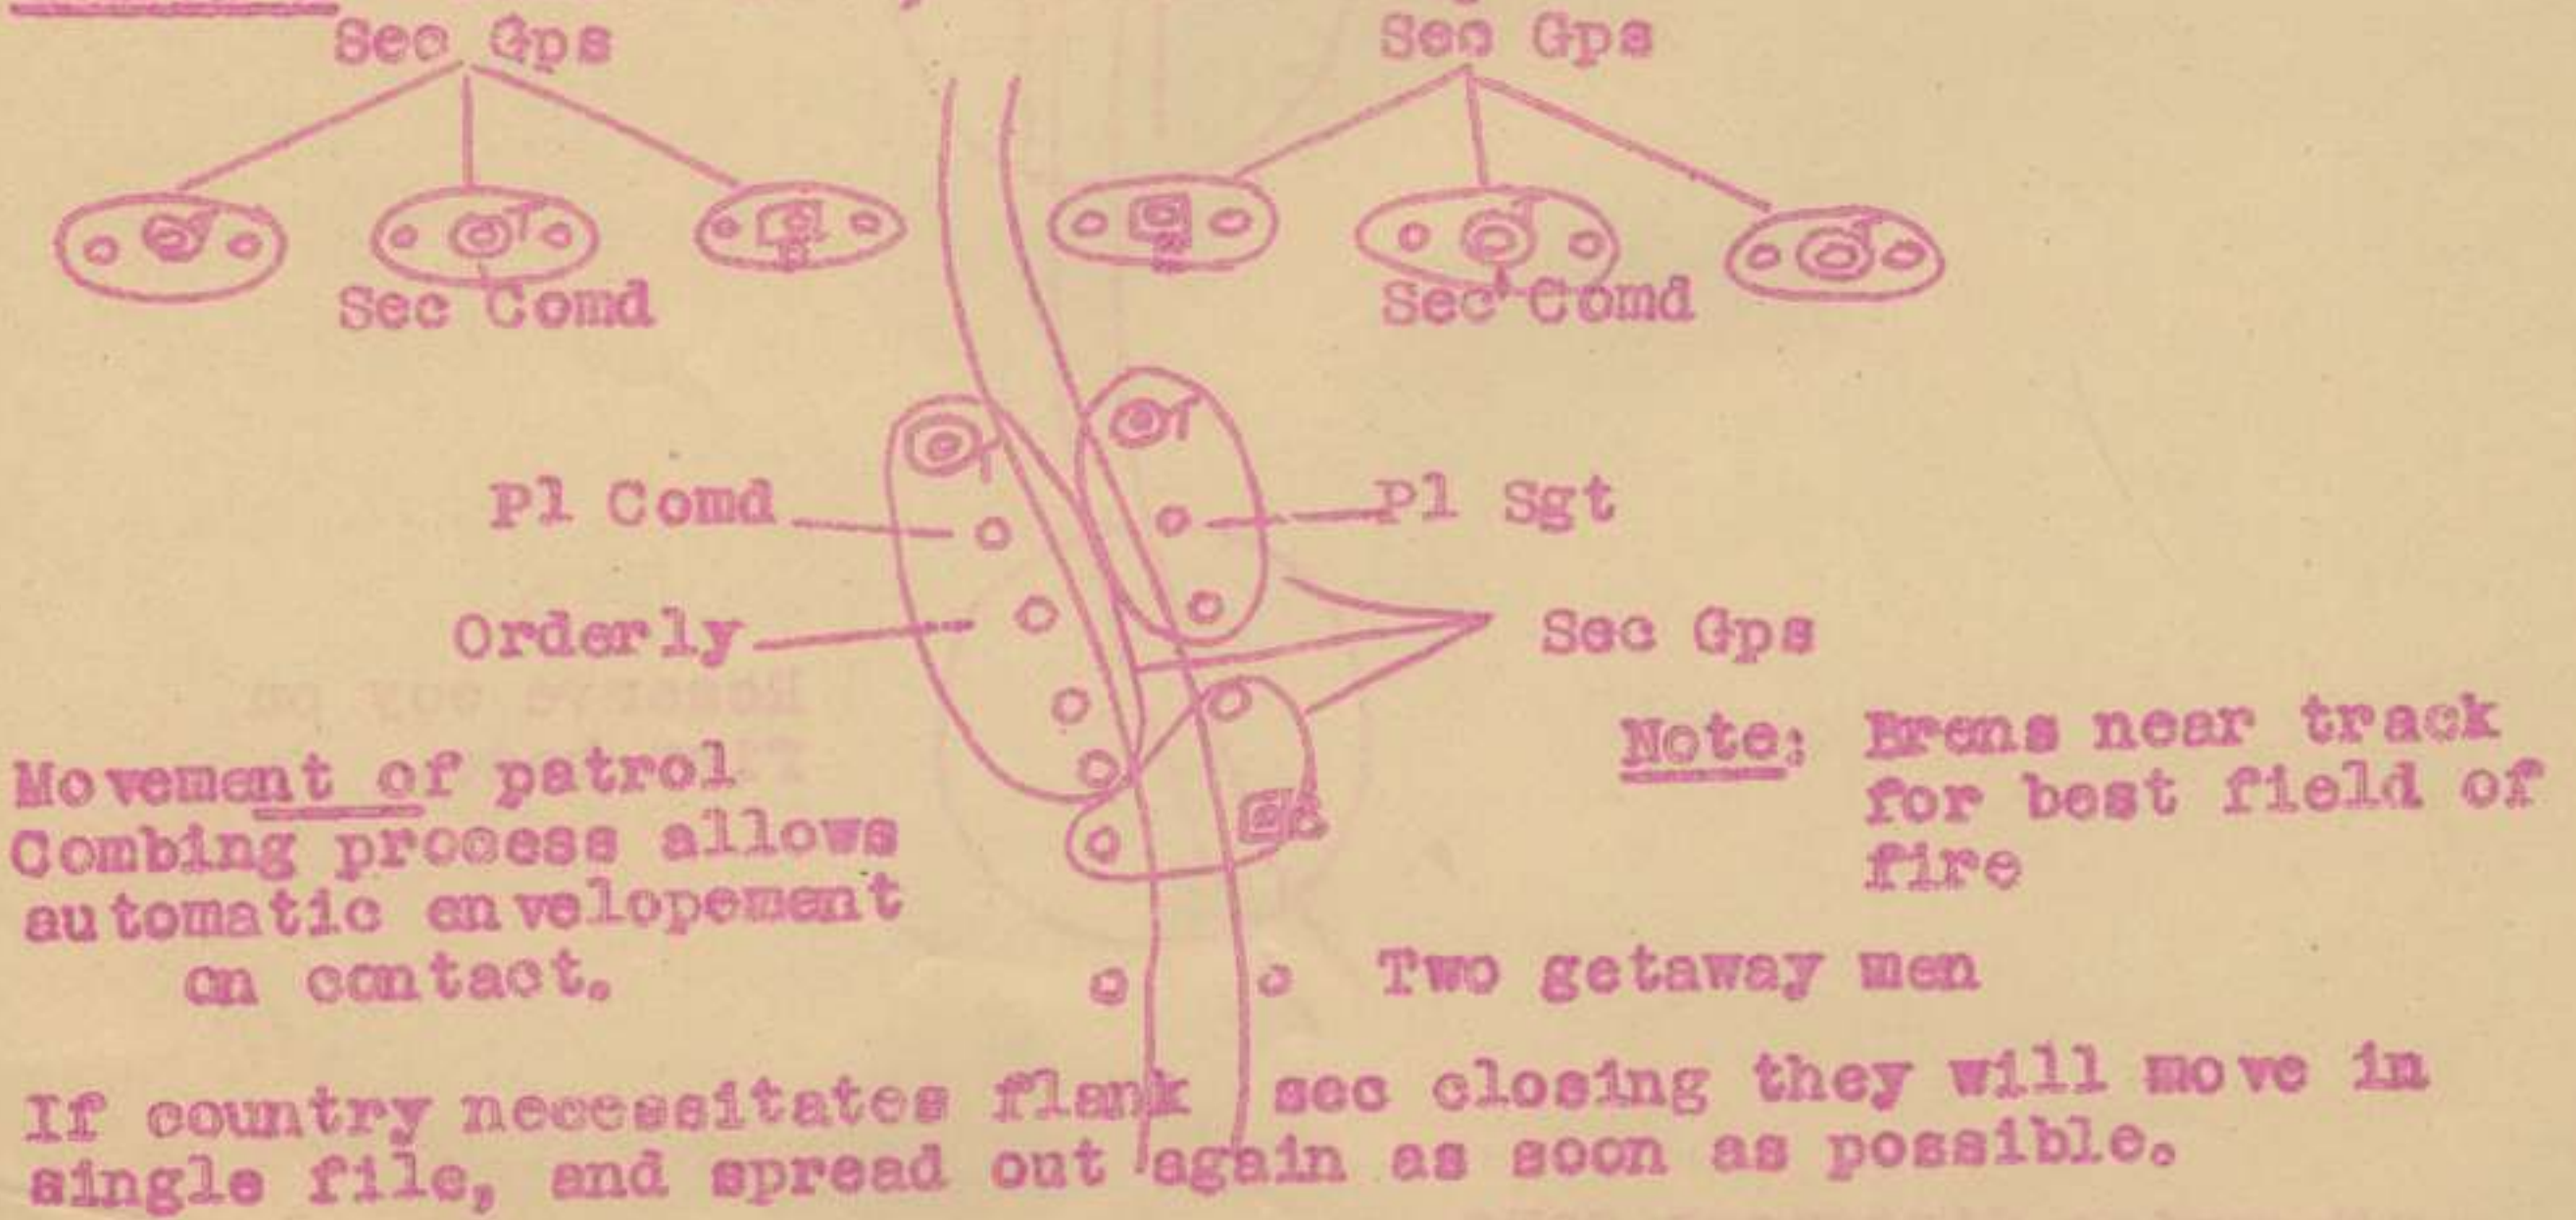 Sec Gps
Sec Gps
Sec Comd
Sec Comd
Pl Comd
Pl Sgt
Orderly
Sec Gps
Note: Brens near track
for best field of
fire
Movement of patrol
Combing process allows
automatic envelopement
on contact.
Two getaway men
If country necessitates flank sec closing they will move in
single file, and spread out again as soon as possible.